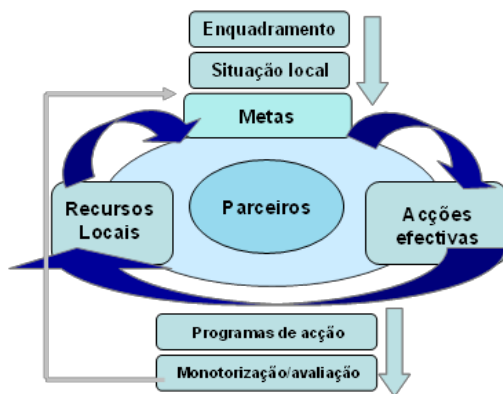 Enquadramento
Situação local
Metas
Recursos
Locais
Parceiros
Acções
efectivas
Programas de acção
Monotorização/avaliação